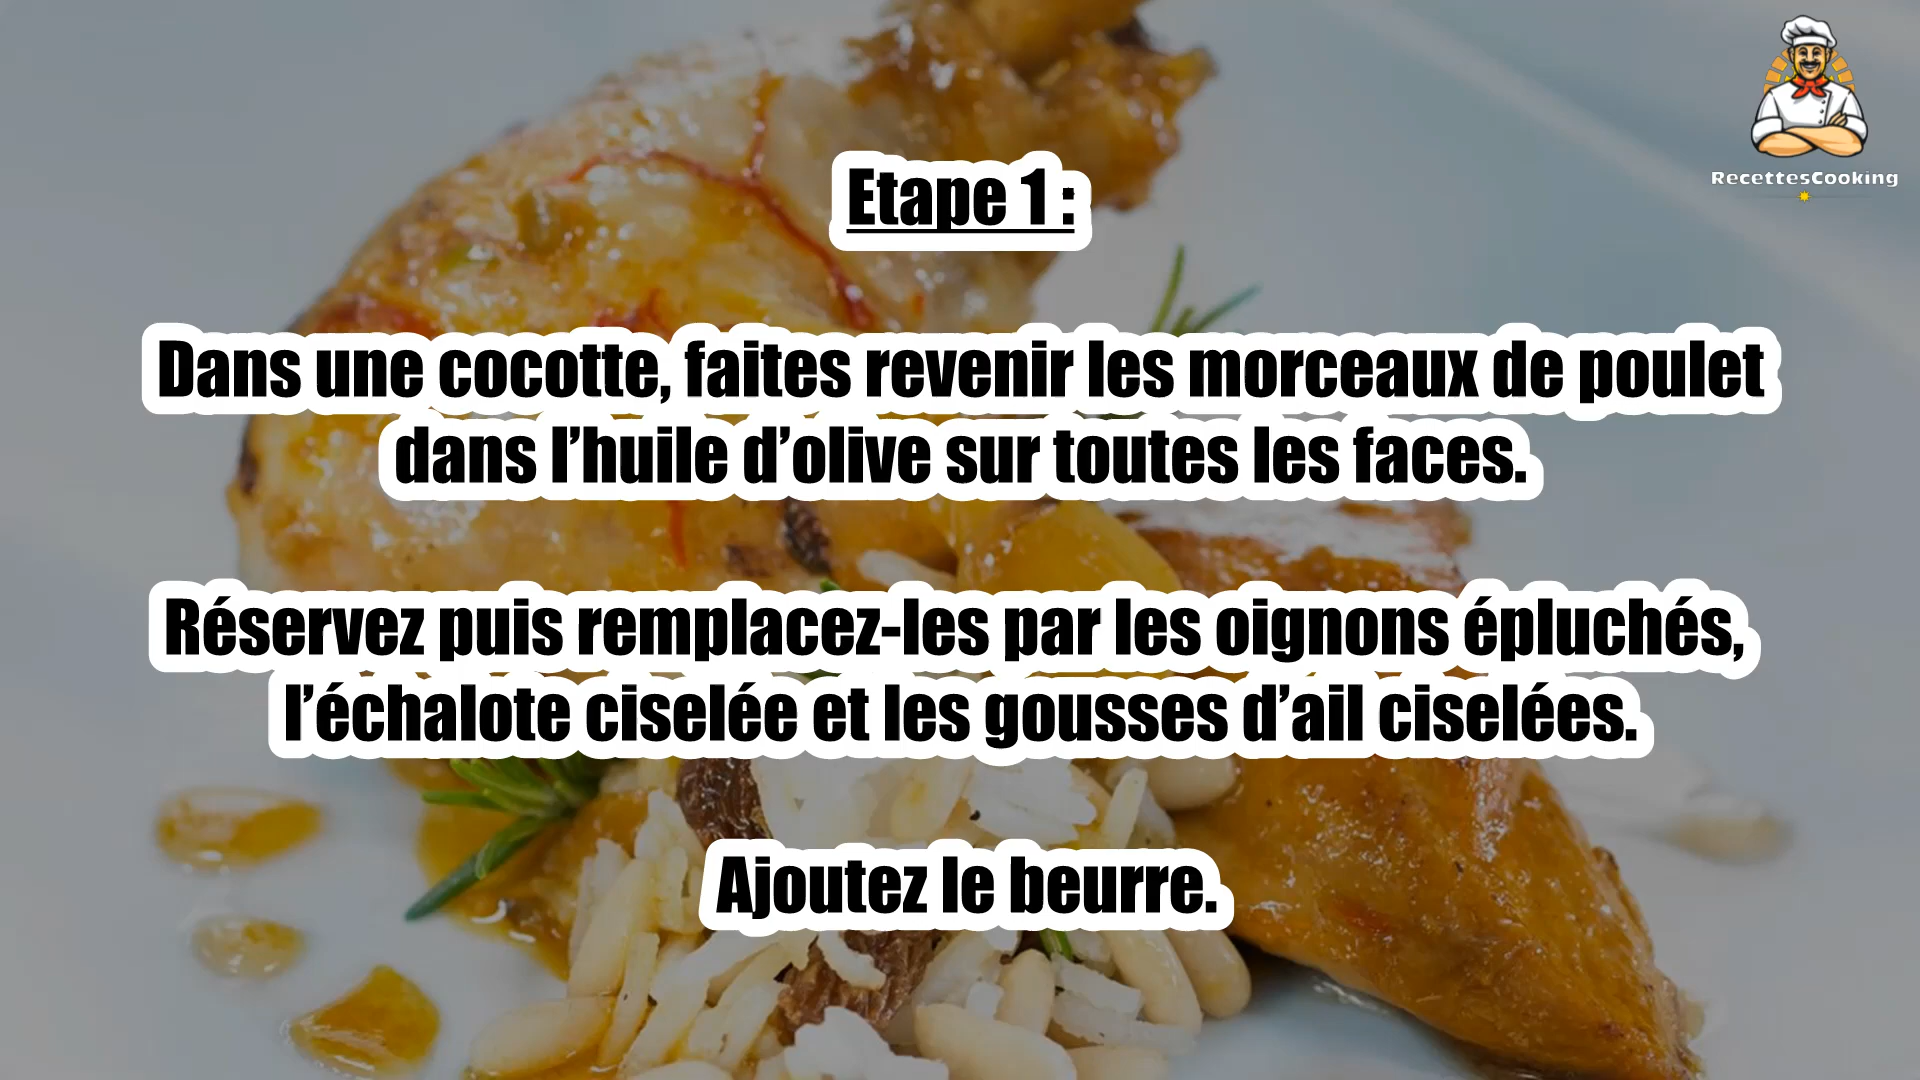 RecettesCooking
Etape 1 :
Dans une cocotte, faites revenir les morceaux de poulet
dans l’huile d’olive sur toutes les faces.
Réservez puis remplacez-les par les oignons épluchés,
l’échalote ciselée et les gousses d’ail ciselées.
Ajoutez le beurre.